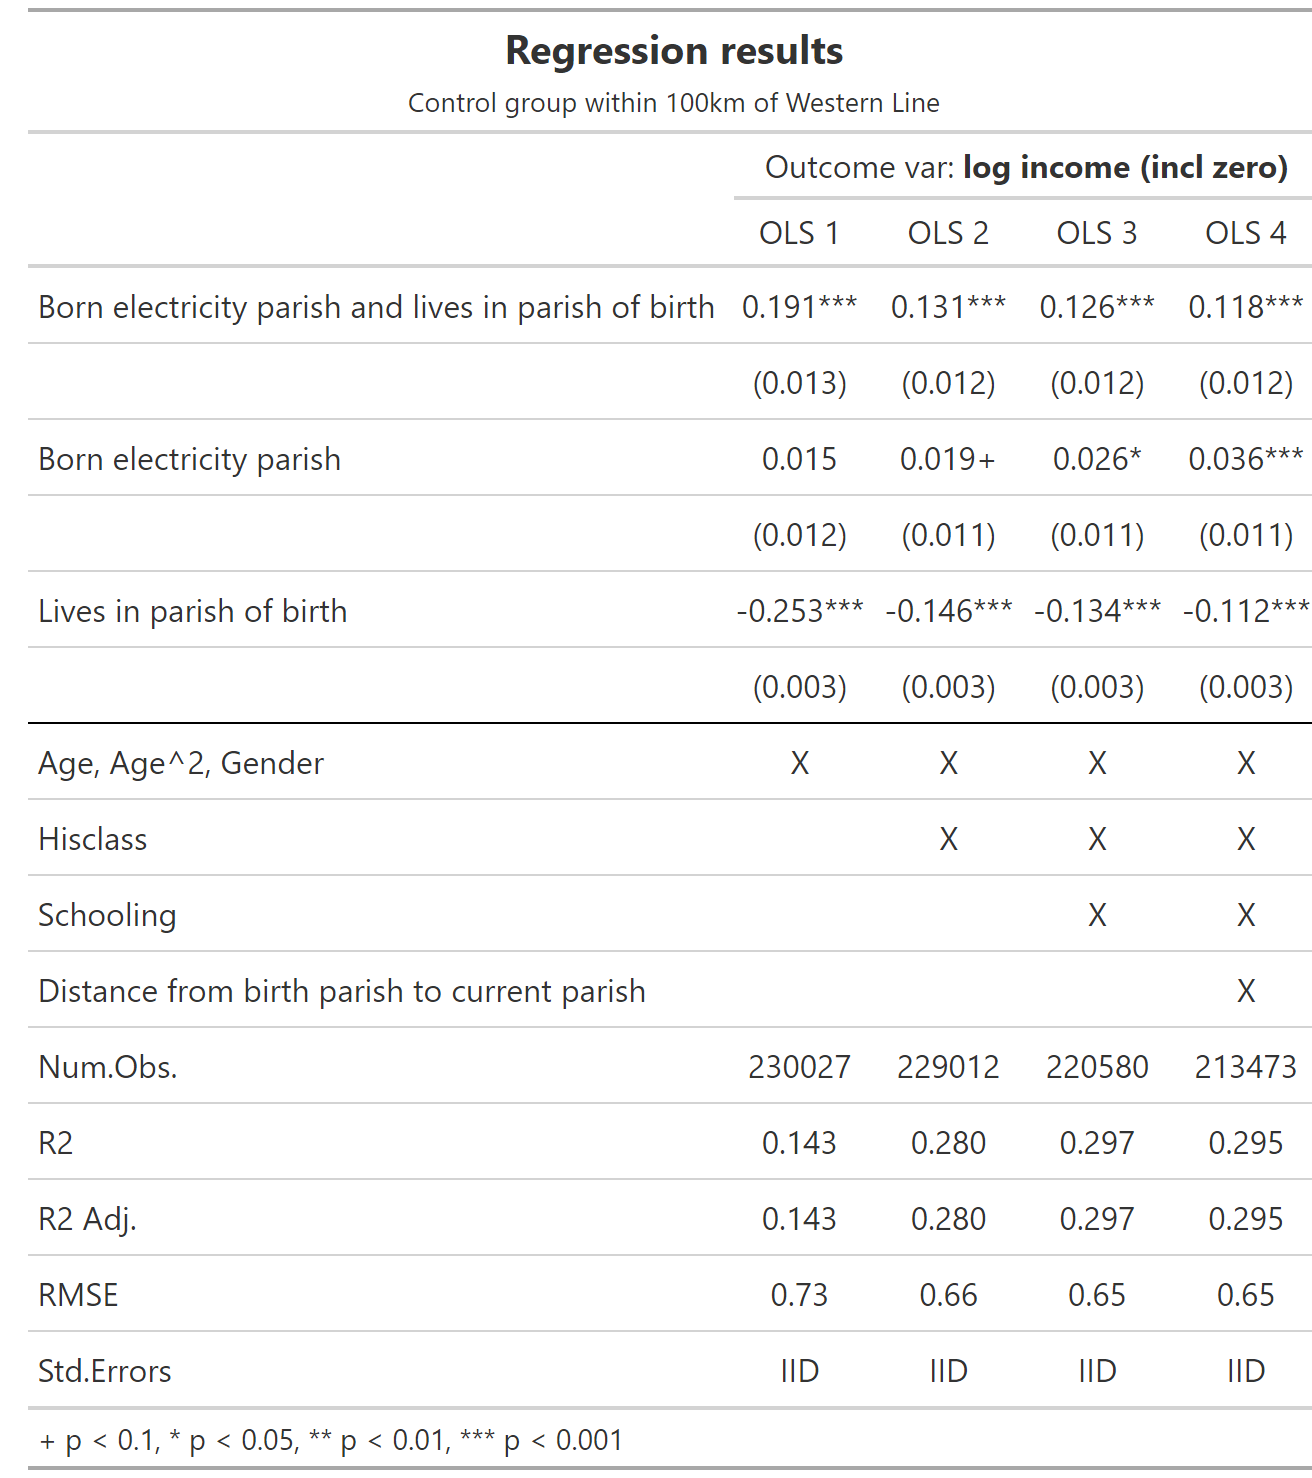 Regression results
Control group within 100km of Western Line
Outcome var: log income (incl zero)
OLS 1 OLS 2 OLS 3 OLS 4
Born electricity parish and lives in parish of birth 0.191*** 0.131*** 0.126*** 0.118***
(0.013) (0.012) (0.012) (0.012)
Born electricity parish 0.015 0.019+ 0.026* 0.036***
(0.012) (0.011) (0.011) (0.011)
Lives in parish of birth -0.253*** -0.146*** -0.134*** -0.112***
(0.003) (0.003) (0.003) (0.003)
Age, Age^2, Gender X X X X
Hisclass X X X
Schooling X X
Distance from birth parish to current parish X
Num.Obs. 230027 229012 220580 213473
R2 0.143 0.280 0.297 0.295
R2 Adj. 0.143 0.280 0.297 0.295
RMSE 0.73 0.66 0.65 0.65
Std.Errors IID IID IID IID
+ p < 0.1, * p < 0.05, ** p < 0.01, *** p < 0.001